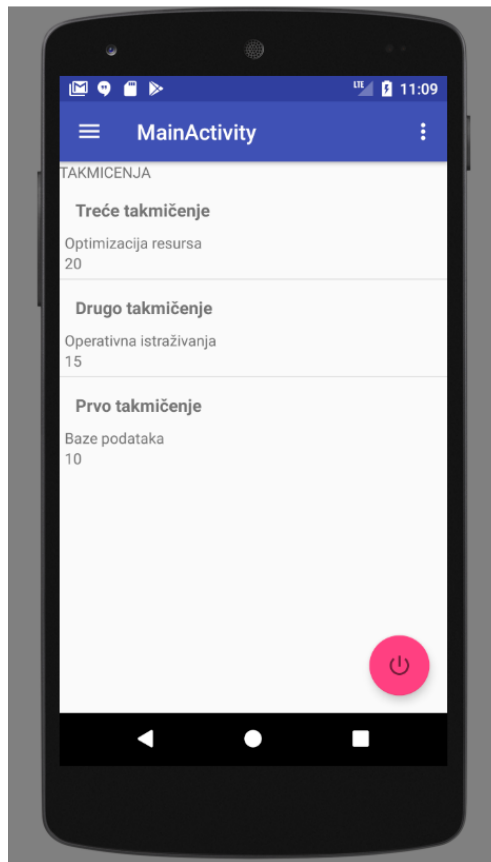 LTE 11:09
MainActivity
TAKMICENJA
Treće takmičenje
Optimizacija resursa
20
Drugo takmičenje
Operativna istraživanja
15
Prvo takmičenje
Baze podataka
10